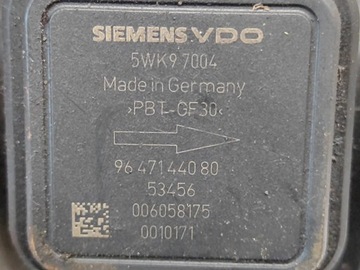 SIEMENS VDO
5WK9 7004
Made in Germany
>PBT-GF30<
96 471 440 80
53456
006058175
0010171